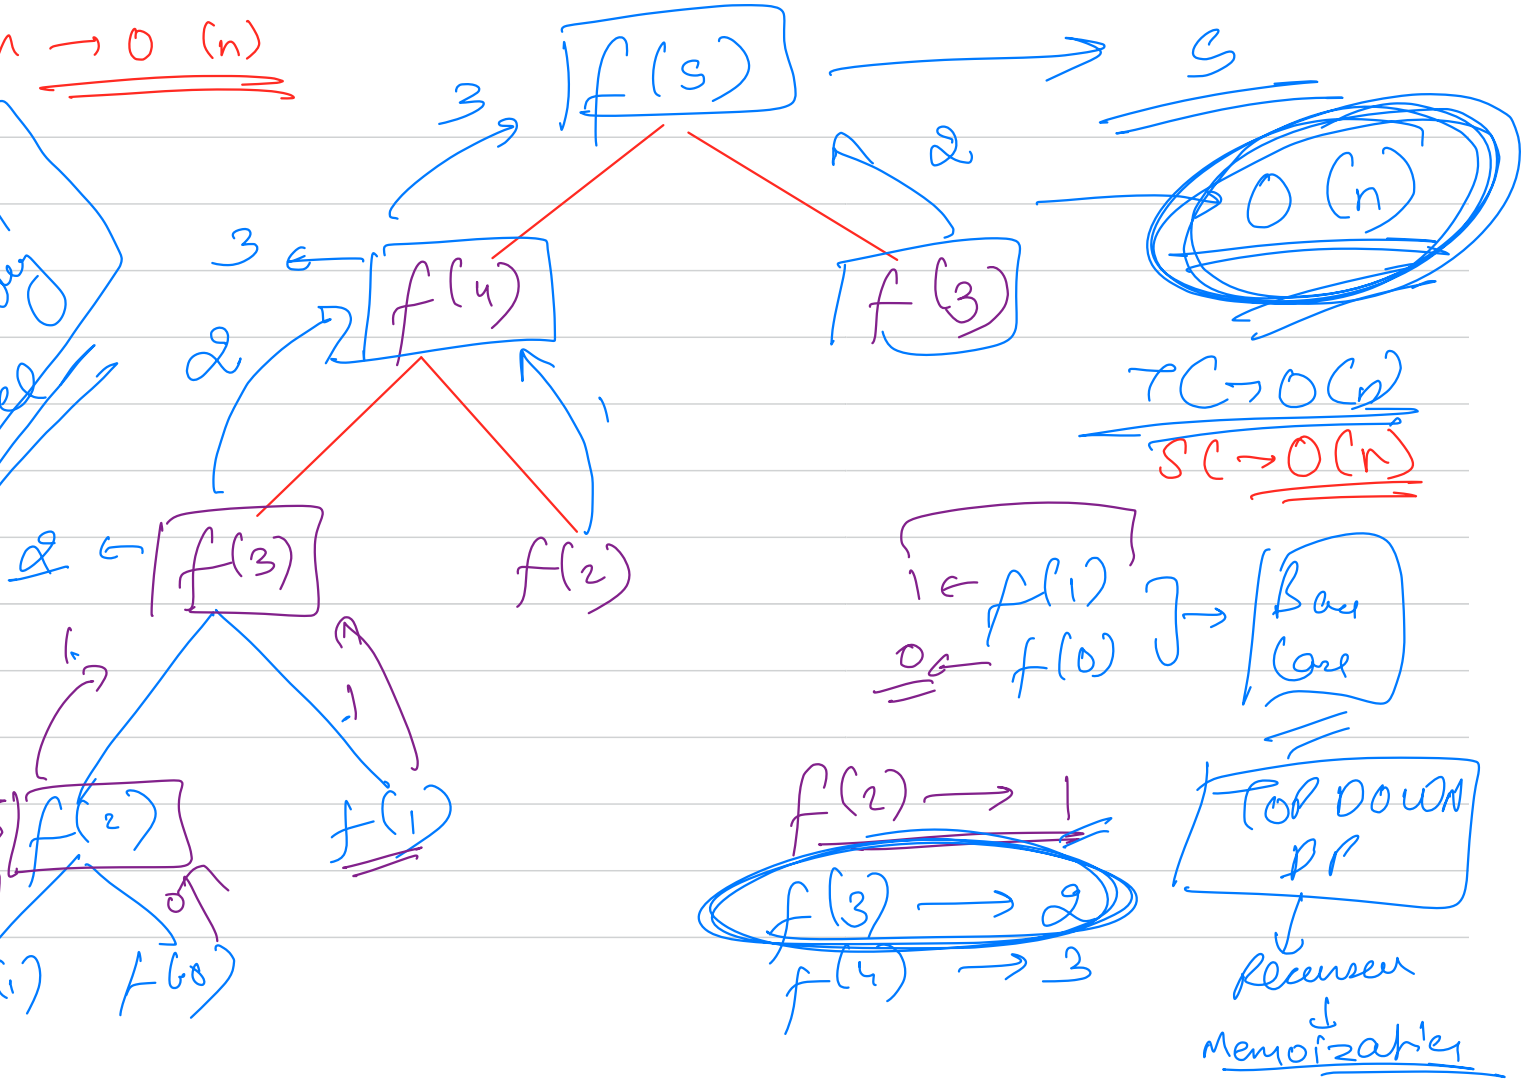 n → O (n)
f(5) → 5
3
2
O (n)
3 ← f(4)
f(3)
2
1
TC → O(n)
SC → O(n)
2 ← f(3)
f(2)
1 ← f(1)
0 ← f(0)
} → Base Case
1
1
f(2)
f(1)
0
(1)
f(0)
f(2) → 1
f(3) → 2
f(4) → 3
TOP DOWN
DP
↓
Recursion
↓
Memoization